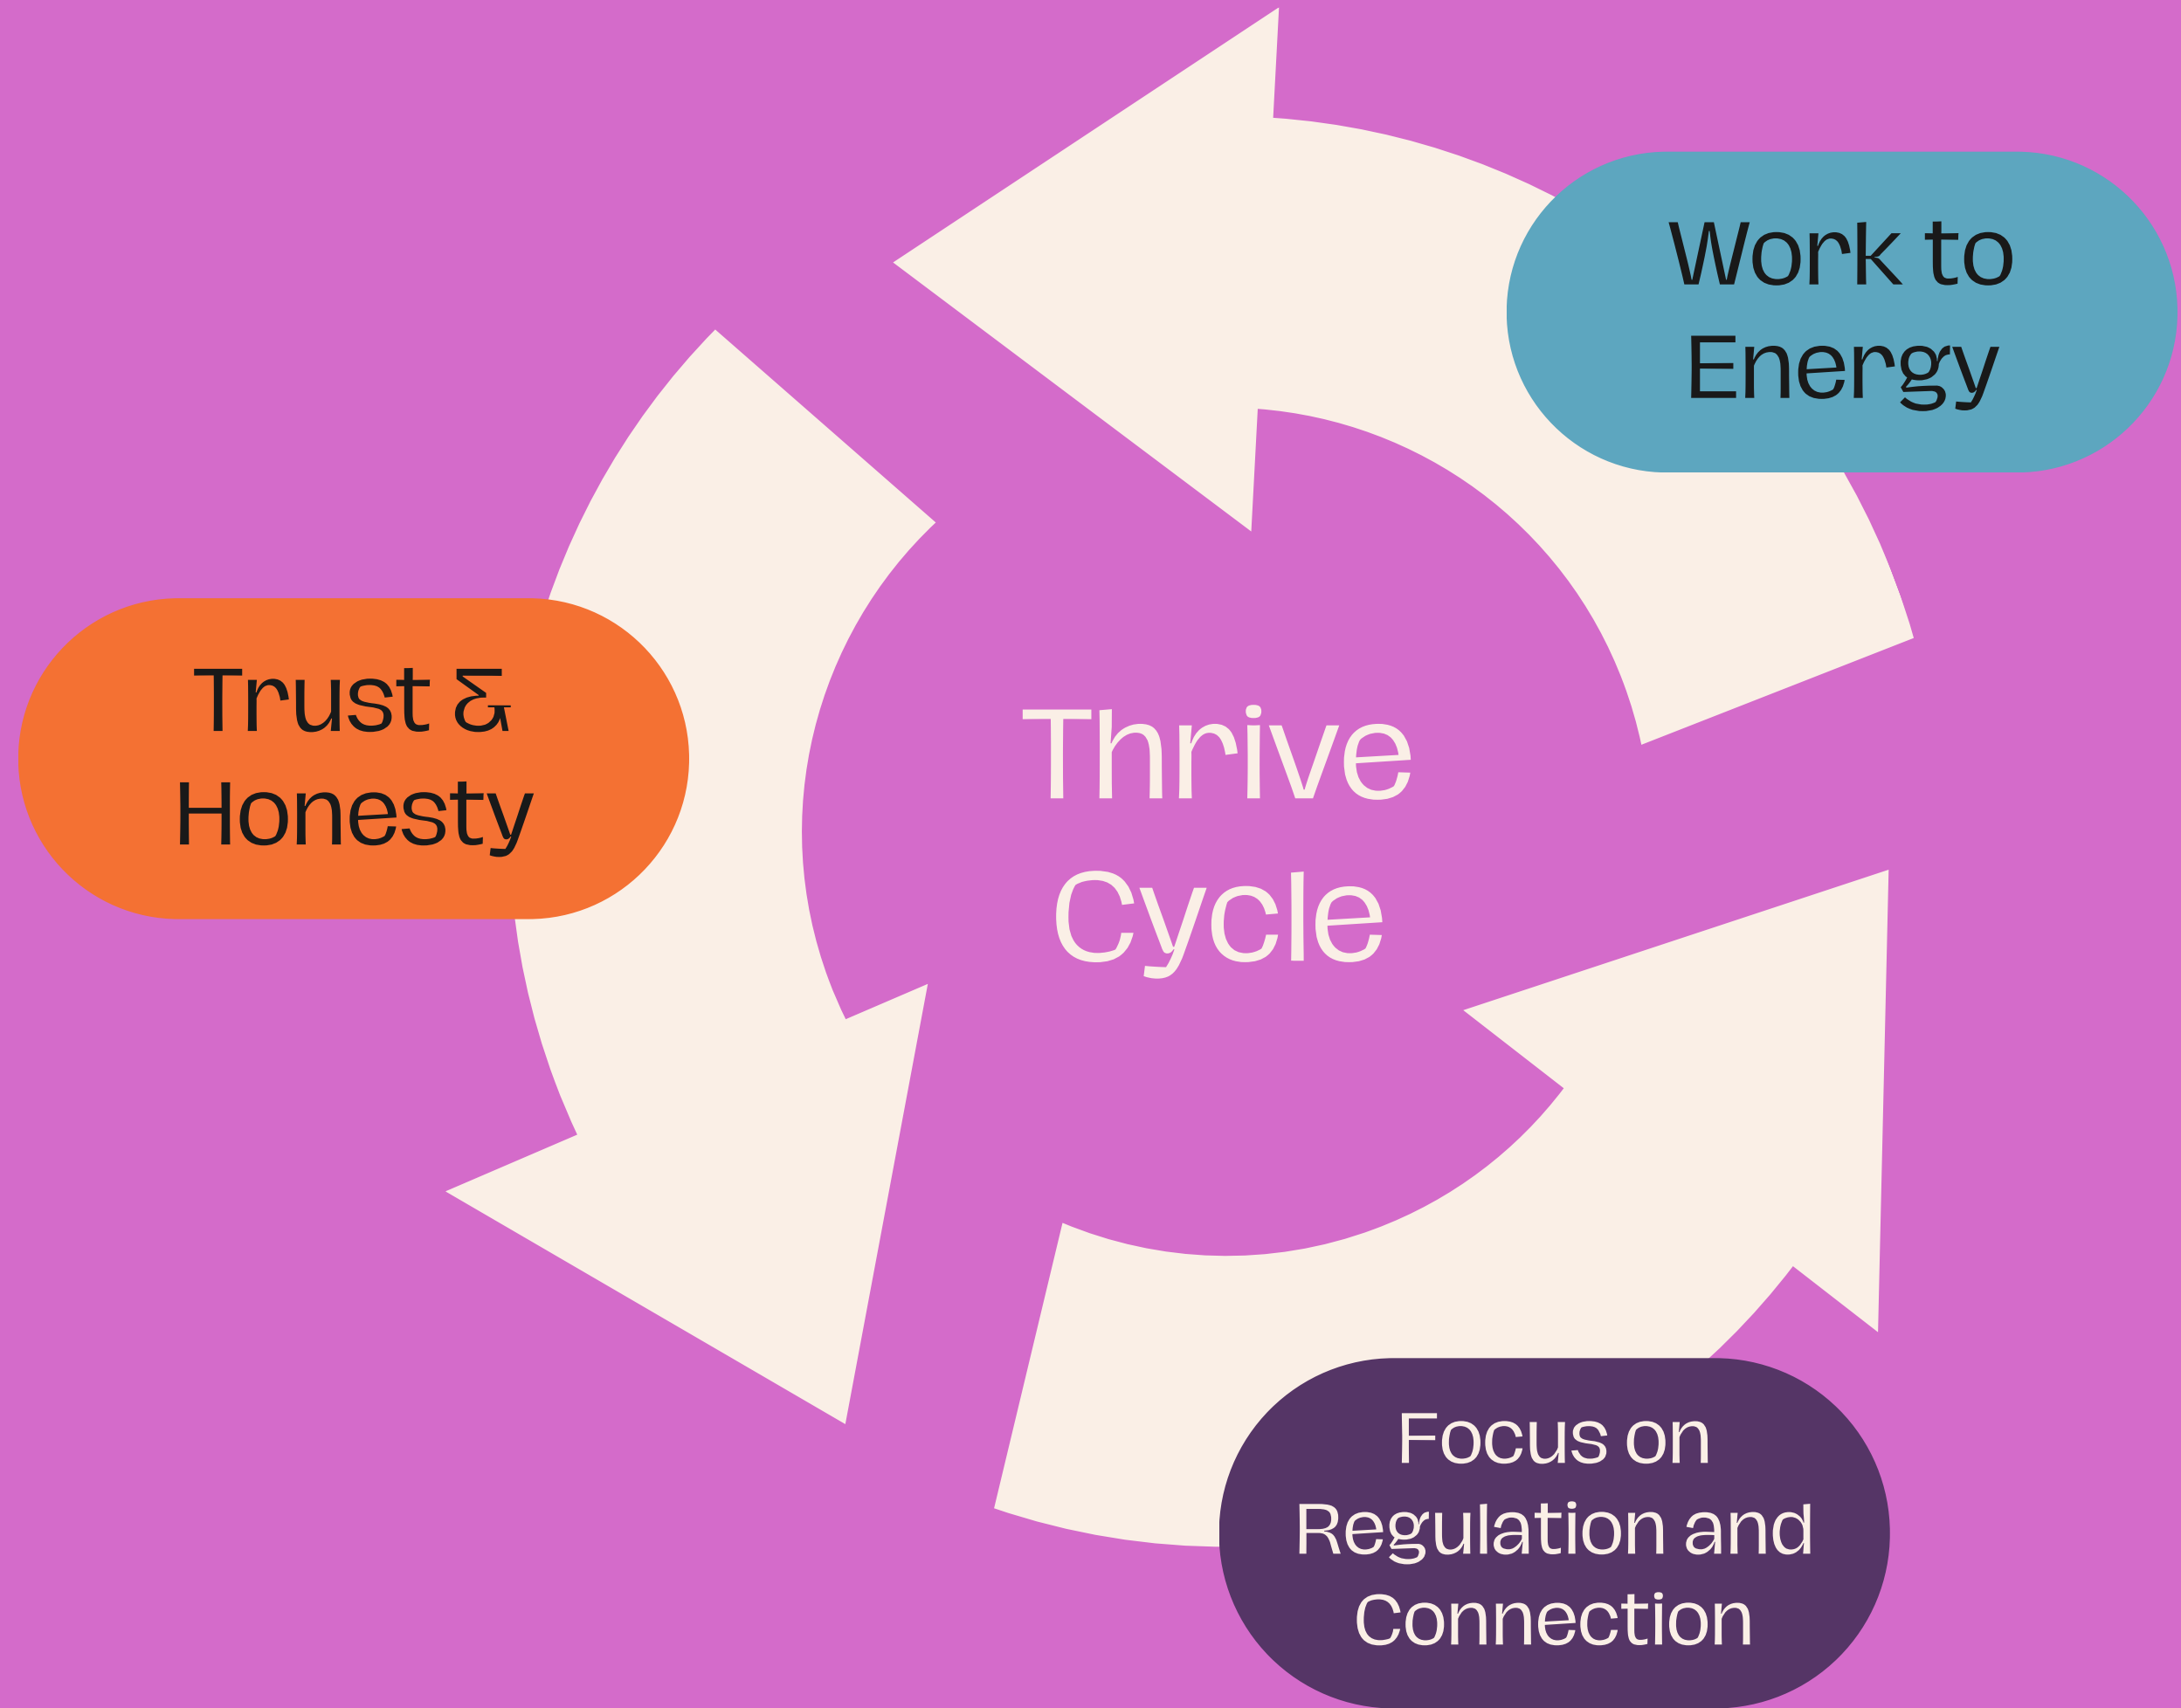 Work to
Energy
Trust &
Honesty
Thrive
Cycle
Focus on
Regulation and
Connection